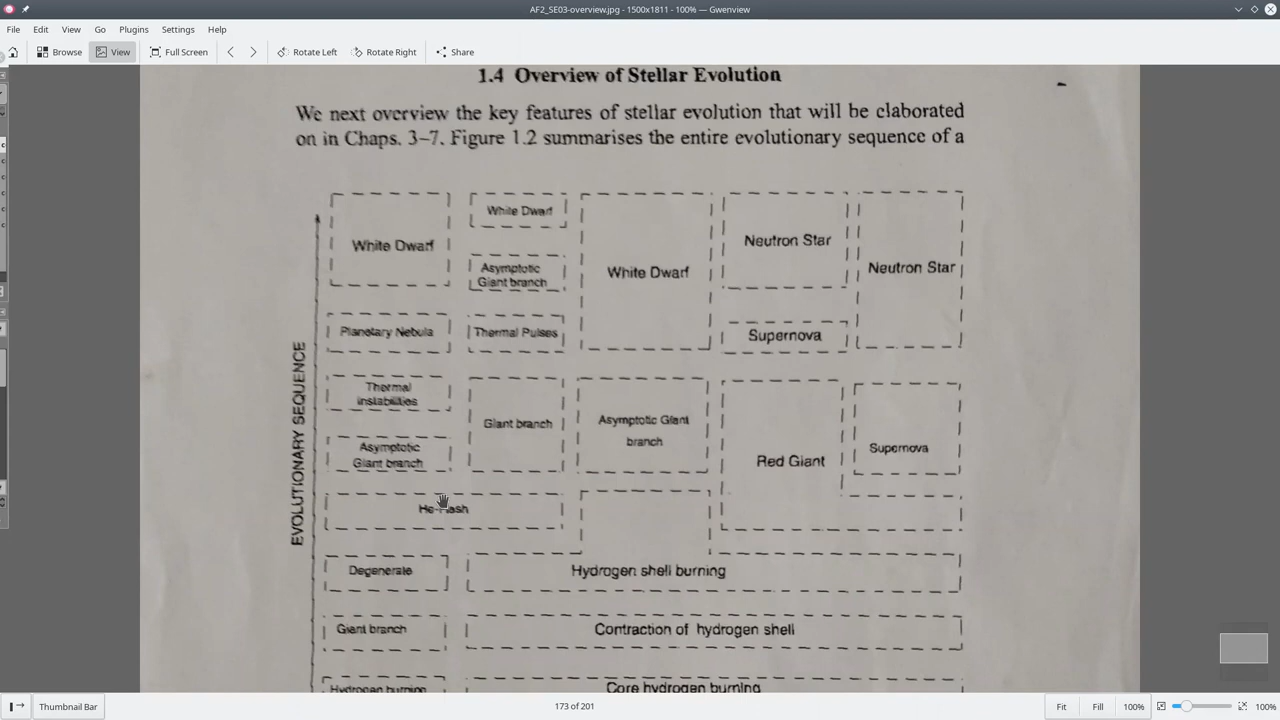 AF2_SE03-overview.jpg - 1500x1811 - 100% — Gwenview
File Edit View Go Plugins Settings Help
Browse View Full Screen Rotate Left Rotate Right Share
1.4 Overview of Stellar Evolution
We next overview the key features of stellar evolution that will be elaborated
on in Chaps. 3–7. Figure 1.2 summarises the entire evolutionary sequence of a
EVOLUTIONARY SEQUENCE
White Dwarf
White Dwarf
Asymptotic
Giant branch
White Dwarf
Neutron Star
Neutron Star
Planetary Nebula
Thermal Pulses
Supernova
Thermal
instabilities
Asymptotic
Giant branch
Giant branch
Asymptotic Giant
branch
Red Giant
Supernova
He-flash
Degenerate
Hydrogen shell burning
Giant branch
Contraction of hydrogen shell
Hydrogen burning
Core hydrogen burning
Thumbnail Bar
173 of 201
Fit Fill 100% 100%